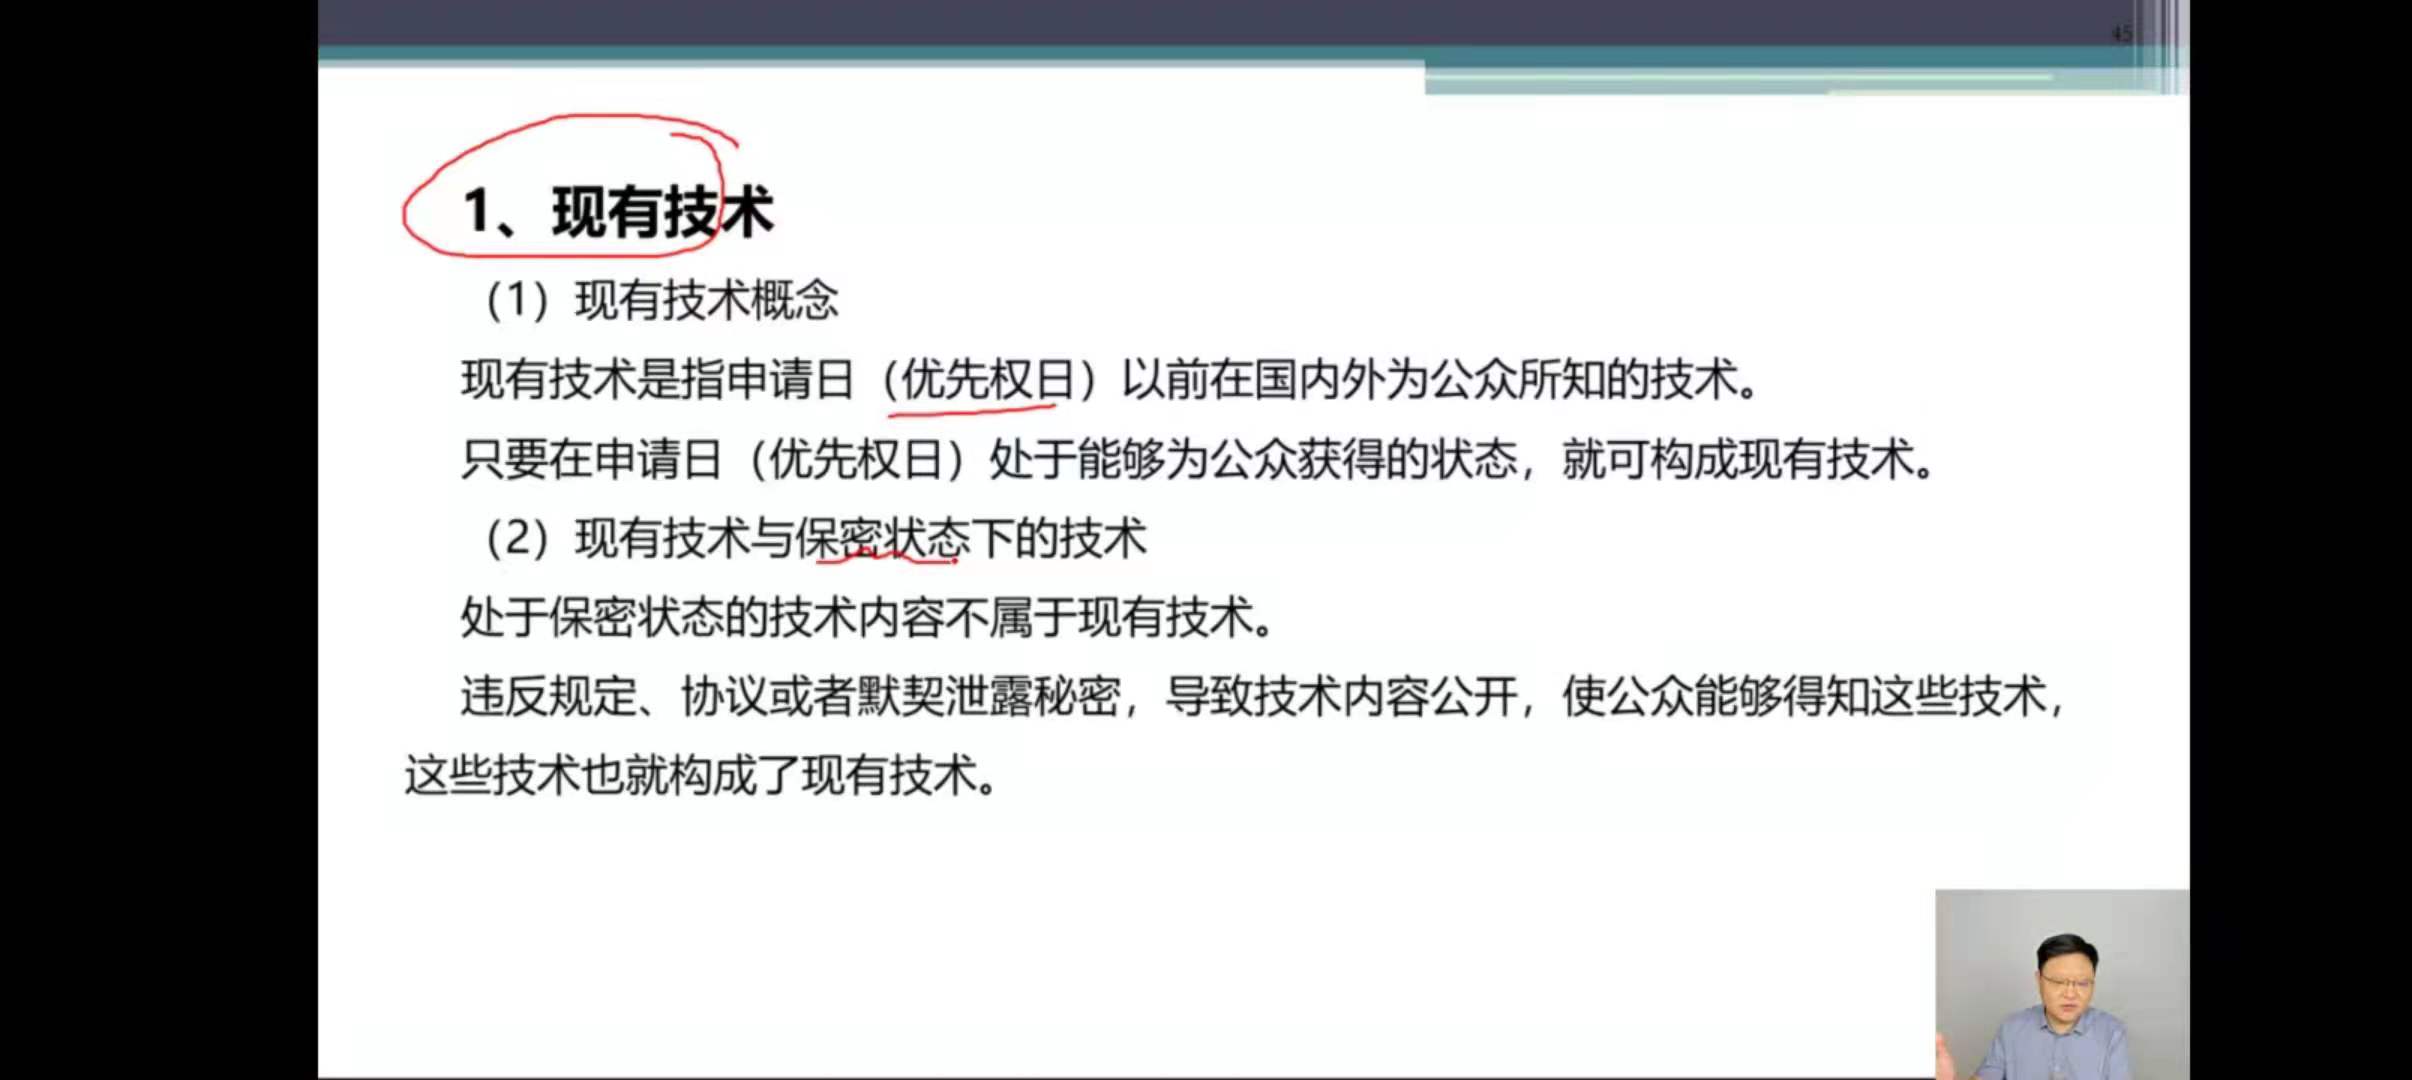 45
1、现有技术
（1）现有技术概念
现有技术是指申请日（优先权日）以前在国内外为公众所知的技术。
只要在申请日（优先权日）处于能够为公众获得的状态，就可构成现有技术。
（2）现有技术与保密状态下的技术
处于保密状态的技术内容不属于现有技术。
违反规定、协议或者默契泄露秘密，导致技术内容公开，使公众能够得知这些技术，
这些技术也就构成了现有技术。